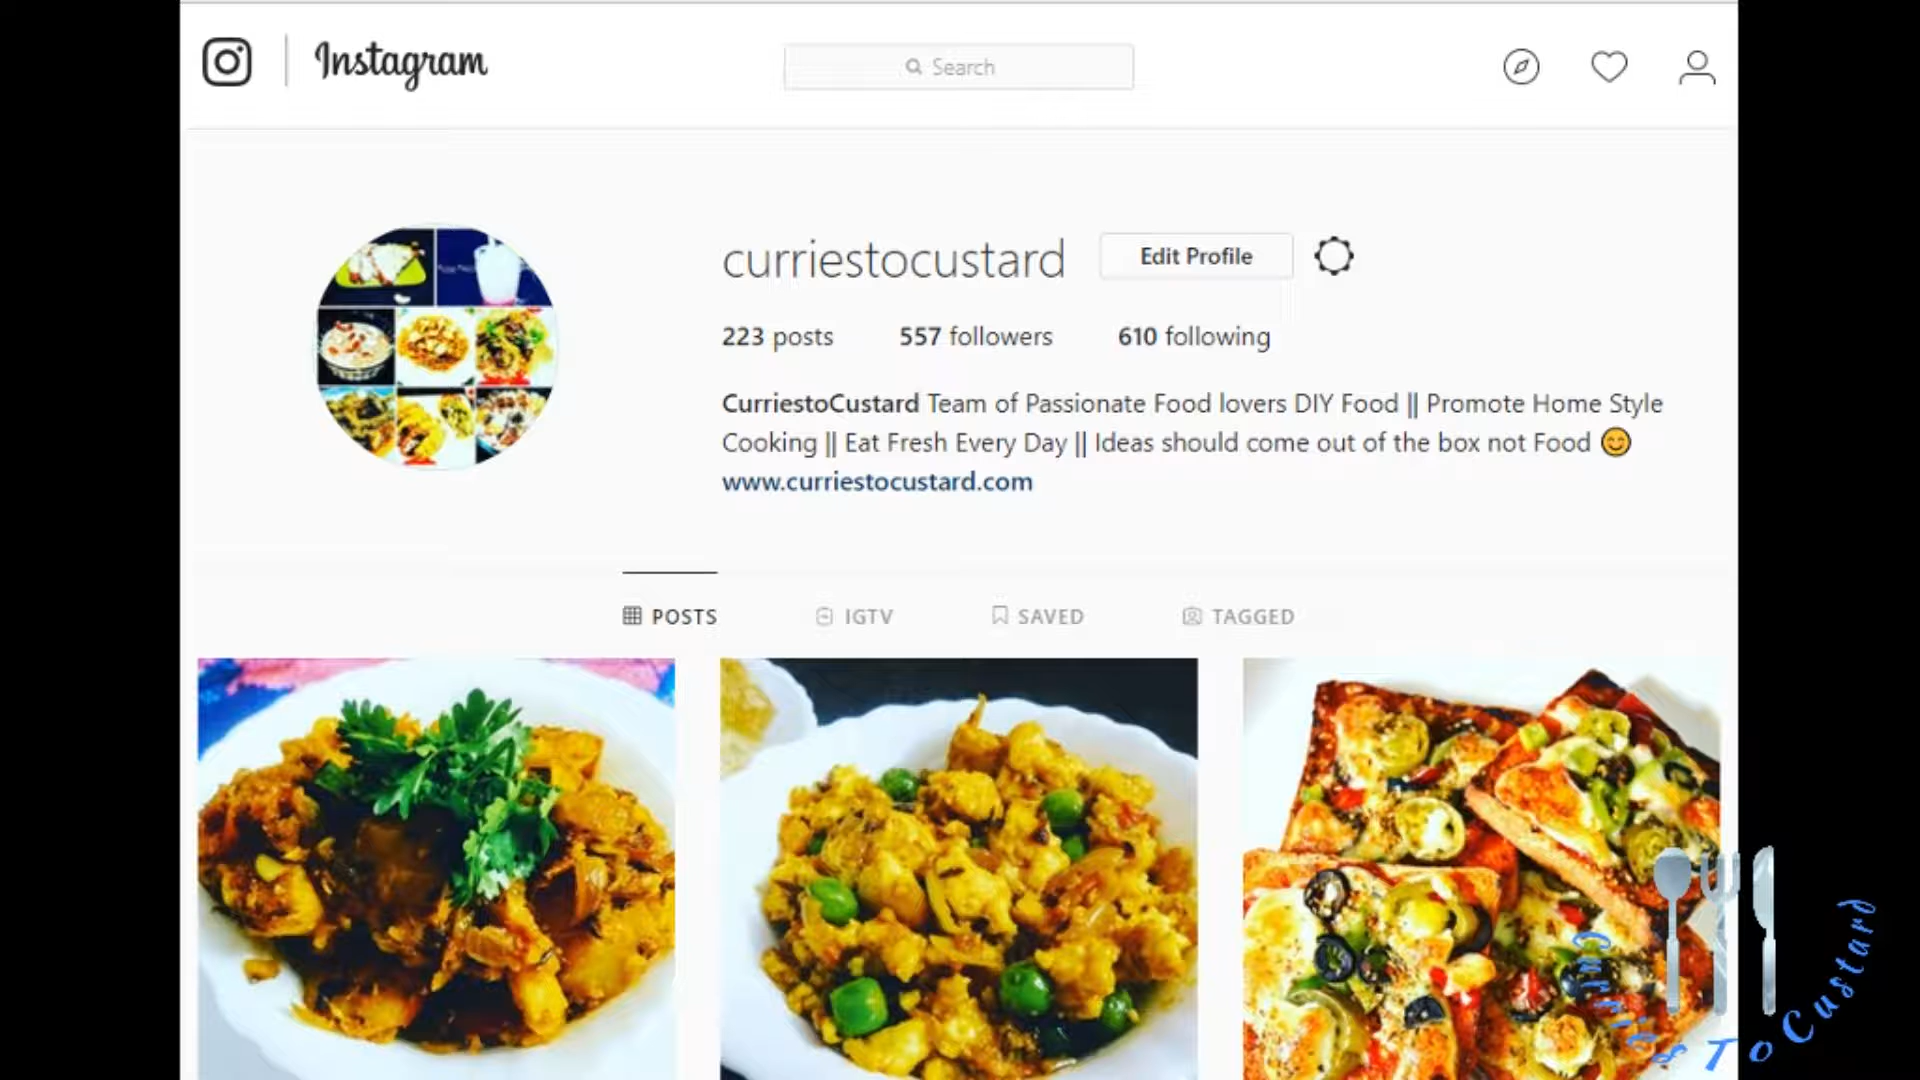 Instagram
Search
curriestocustard
Edit Profile
223 posts 557 followers 610 following
CurriestoCustard Team of Passionate Food lovers DIY Food || Promote Home Style
Cooking || Eat Fresh Every Day || Ideas should come out of the box not Food 😊
www.curriestocustard.com
POSTS IGTV SAVED TAGGED
Curries To Custard